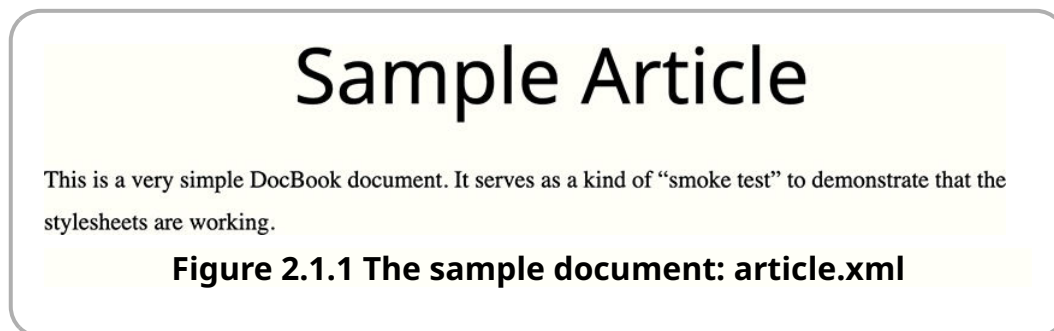 Sample Article
This is a very simple DocBook document. It serves as a kind of “smoke test” to demonstrate that the
stylesheets are working.
Figure 2.1.1 The sample document: article.xml